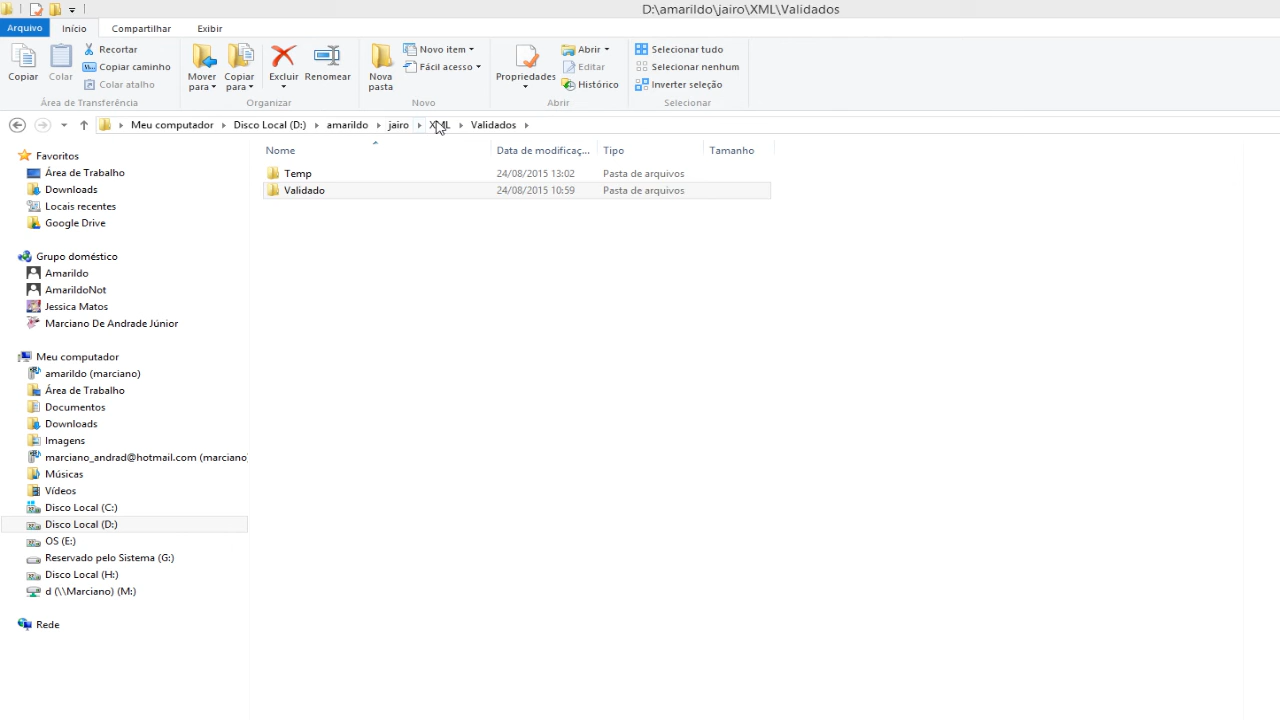 D:\amarildo\jairo\XML\Validados
Arquivo Início Compartilhar Exibir
Copiar
Colar
Recortar
Copiar caminho
Colar atalho
Área de Transferência
Mover para
Copiar para
Excluir
Renomear
Organizar
Nova pasta
Novo item
Fácil acesso
Novo
Propriedades
Abrir
Editar
Histórico
Abrir
Selecionar tudo
Selecionar nenhum
Inverter seleção
Selecionar
Meu computador Disco Local (D:) amarildo jairo XML Validados
Favoritos
Área de Trabalho
Downloads
Locais recentes
Google Drive
Grupo doméstico
Amarildo
AmarildoNot
Jessica Matos
Marciano De Andrade Júnior
Meu computador
amarildo (marciano)
Área de Trabalho
Documentos
Downloads
Imagens
marciano_andrad@hotmail.com (marciano)
Músicas
Vídeos
Disco Local (C:)
Disco Local (D:)
OS (E:)
Reservado pelo Sistema (G:)
Disco Local (H:)
d (\\Marciano) (M:)
Rede
Nome Data de modificaç... Tipo Tamanho
Temp 24/08/2015 13:02 Pasta de arquivos
Validado 24/08/2015 10:59 Pasta de arquivos